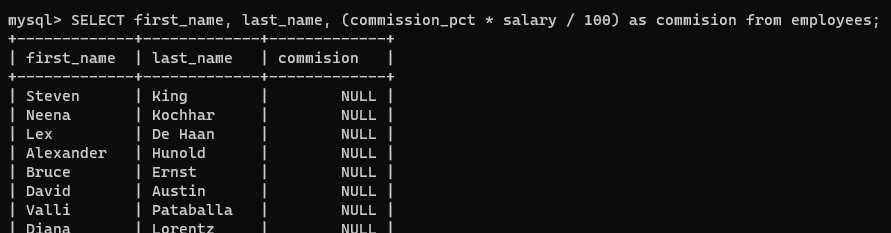 mysql> SELECT first_name, last_name, (commission_pct * salary / 100) as commision from employees;
+-------------+-------------+-------------+
| first_name  | last_name   | commision   |
+-------------+-------------+-------------+
| Steven      | King        |        NULL |
| Neena       | Kochhar     |        NULL |
| Lex         | De Haan     |        NULL |
| Alexander   | Hunold      |        NULL |
| Bruce       | Ernst       |        NULL |
| David       | Austin      |        NULL |
| Valli       | Pataballa   |        NULL |
| Diana       | Lorentz     |        NULL |